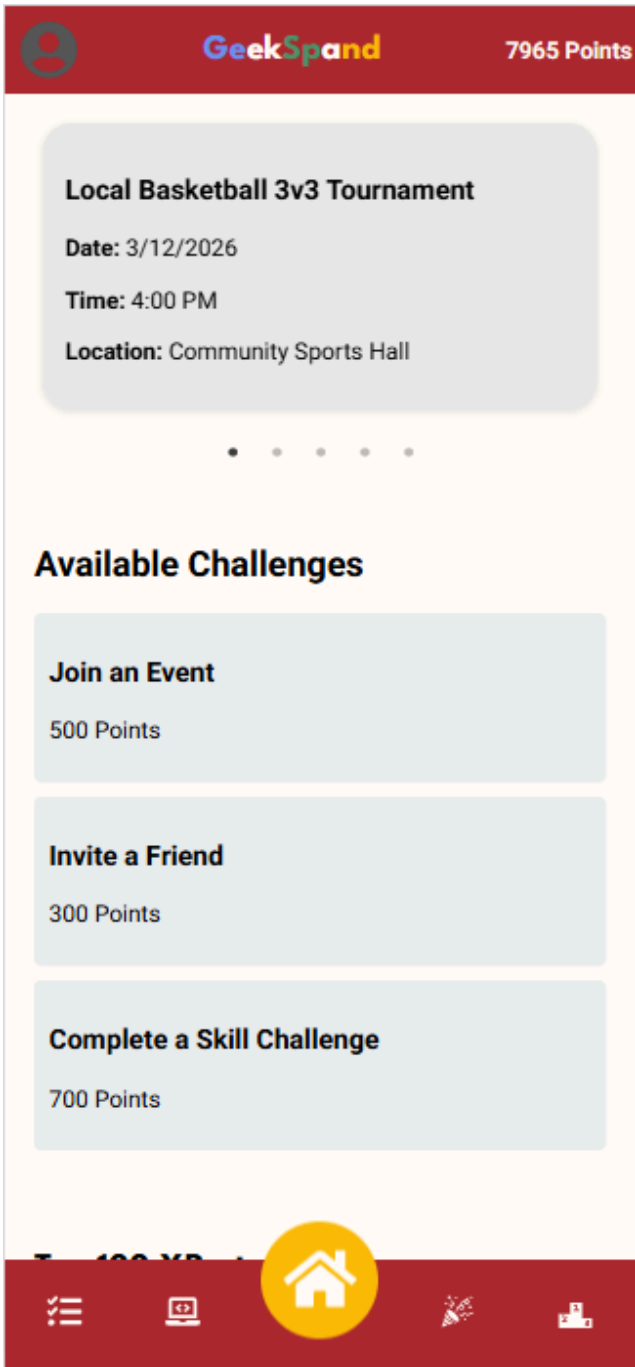 GeekSpand
7965 Points
Local Basketball 3v3 Tournament
Date: 3/12/2026
Time: 4:00 PM
Location: Community Sports Hall
Available Challenges
Join an Event
500 Points
Invite a Friend
300 Points
Complete a Skill Challenge
700 Points